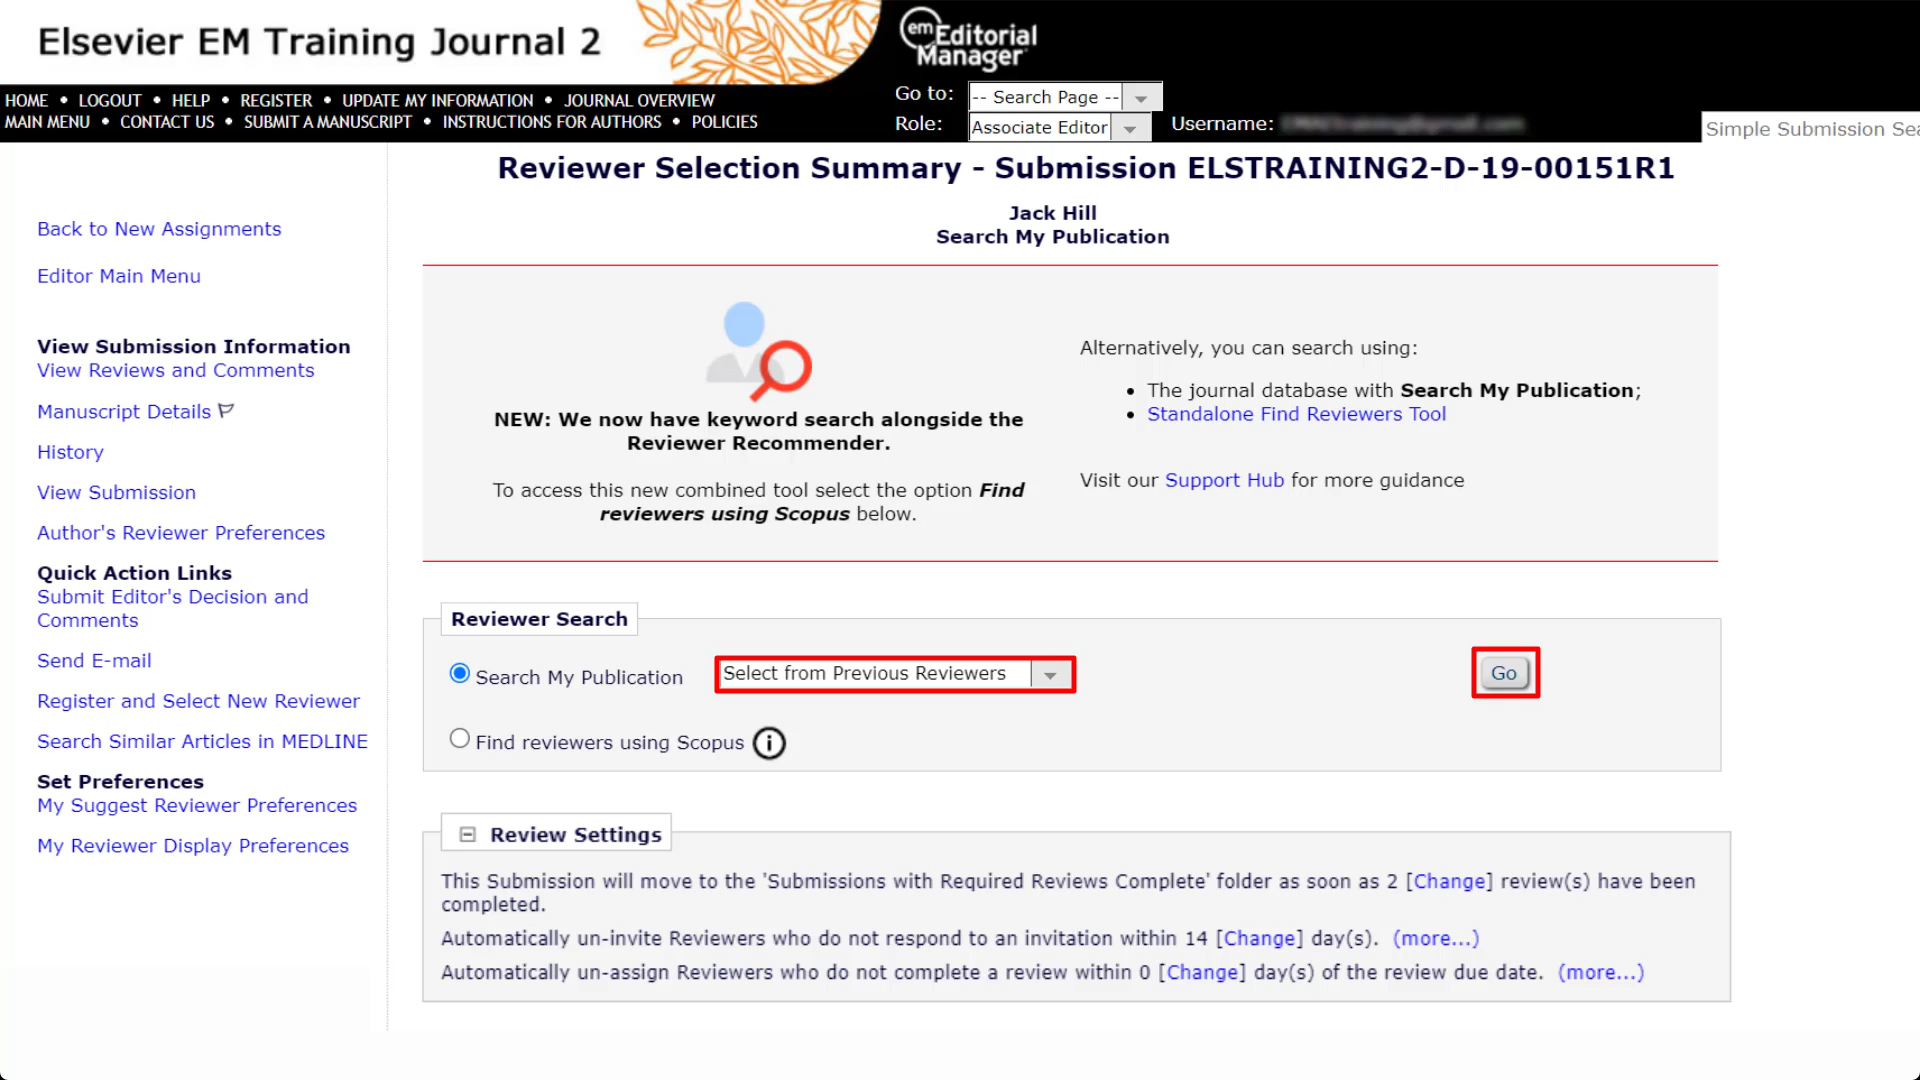 Elsevier EM Training Journal 2
em Editorial
Manager
HOME • LOGOUT • HELP • REGISTER • UPDATE MY INFORMATION • JOURNAL OVERVIEW
MAIN MENU • CONTACT US • SUBMIT A MANUSCRIPT • INSTRUCTIONS FOR AUTHORS • POLICIES
Go to: -- Search Page --
Role: Associate Editor Username:
Simple Submission Sea
Reviewer Selection Summary - Submission ELSTRAINING2-D-19-00151R1
Jack Hill
Search My Publication
Back to New Assignments
Editor Main Menu
View Submission Information
View Reviews and Comments
Manuscript Details
History
View Submission
Author's Reviewer Preferences
Quick Action Links
Submit Editor's Decision and
Comments
Send E-mail
Register and Select New Reviewer
Search Similar Articles in MEDLINE
Set Preferences
My Suggest Reviewer Preferences
My Reviewer Display Preferences
NEW: We now have keyword search alongside the
Reviewer Recommender.
To access this new combined tool select the option Find
reviewers using Scopus below.
Alternatively, you can search using:
• The journal database with Search My Publication;
• Standalone Find Reviewers Tool
Visit our Support Hub for more guidance
Reviewer Search
Search My Publication Select from Previous Reviewers Go
Find reviewers using Scopus i
Review Settings
This Submission will move to the 'Submissions with Required Reviews Complete' folder as soon as 2 [Change] review(s) have been
completed.
Automatically un-invite Reviewers who do not respond to an invitation within 14 [Change] day(s). (more...)
Automatically un-assign Reviewers who do not complete a review within 0 [Change] day(s) of the review due date. (more...)